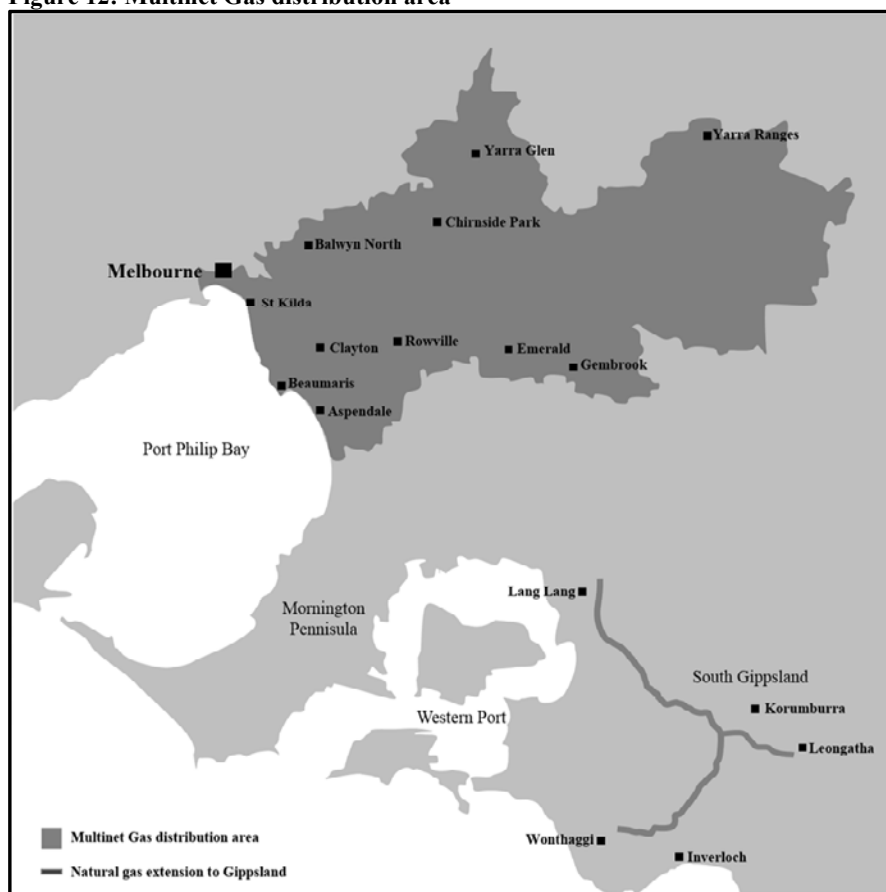 Figure 12: Multinet Gas distribution area
Yarra Ranges
Yarra Glen
Chirnside Park
Balwyn North
Melbourne
St Kilda
Clayton
Rowville
Emerald
Gembrook
Beaumaris
Aspendale
Port Philip Bay
Lang Lang
Mornington
Pennisula
South Gippsland
Korumburra
Western Port
Leongatha
Multinet Gas distribution area
Wonthaggi
Inverloch
Natural gas extension to Gippsland